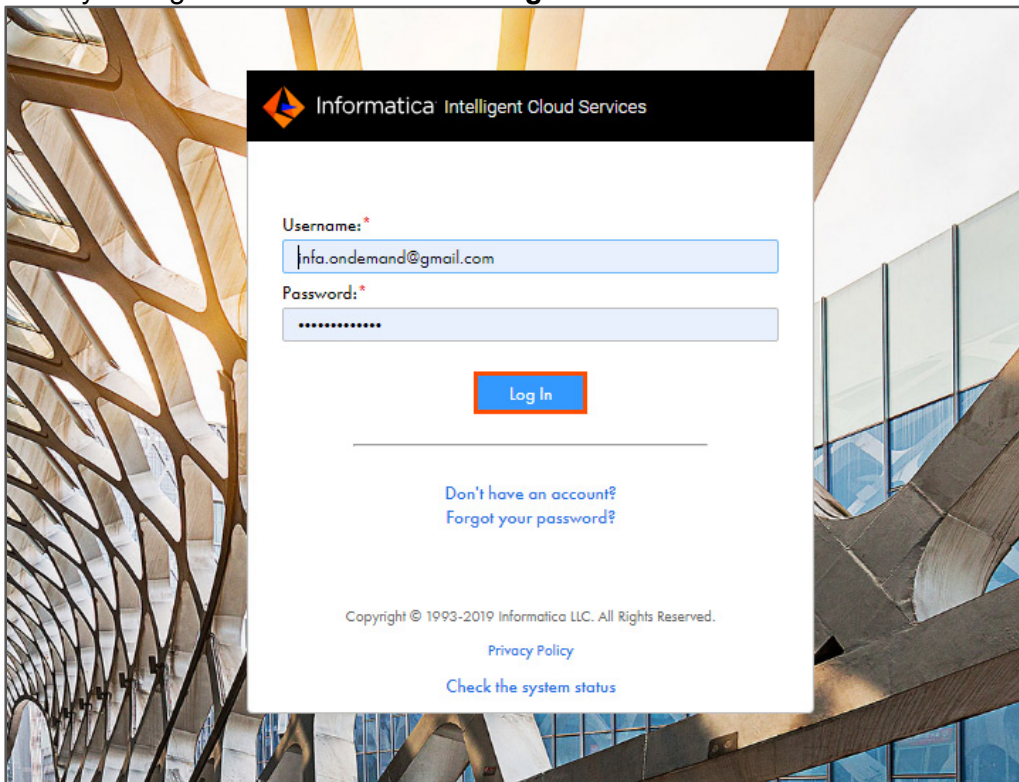 Informatica Intelligent Cloud Services
Username:*
infa.ondemand@gmail.com
Password:*
•••••••••••••
Log In
Don't have an account?
Forgot your password?
Copyright © 1993-2019 Informatica LLC. All Rights Reserved.
Privacy Policy
Check the system status